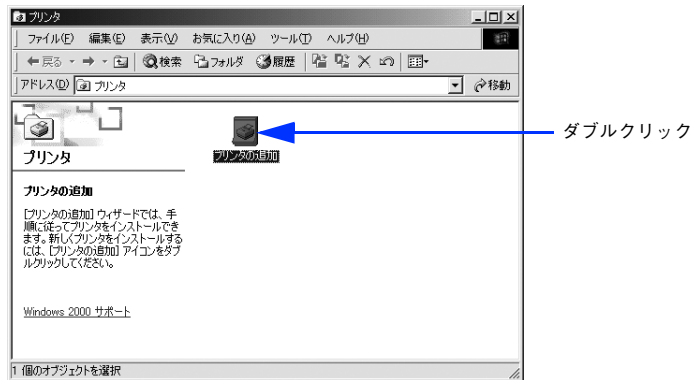 プリンタ
ファイル(F) 編集(E) 表示(V) お気に入り(A) ツール(T) ヘルプ(H)
戻る 検索 フォルダ 履歴
アドレス(D) プリンタ 移動
プリンタ
プリンタの追加
ダブルクリック
プリンタの追加
[プリンタの追加] ウィザードでは、手
順に従ってプリンタをインストールでき
ます。新しくプリンタをインストールする
には、[プリンタの追加] アイコンをダブ
ルクリックしてください。
Windows 2000 サポート
1 個のオブジェクトを選択